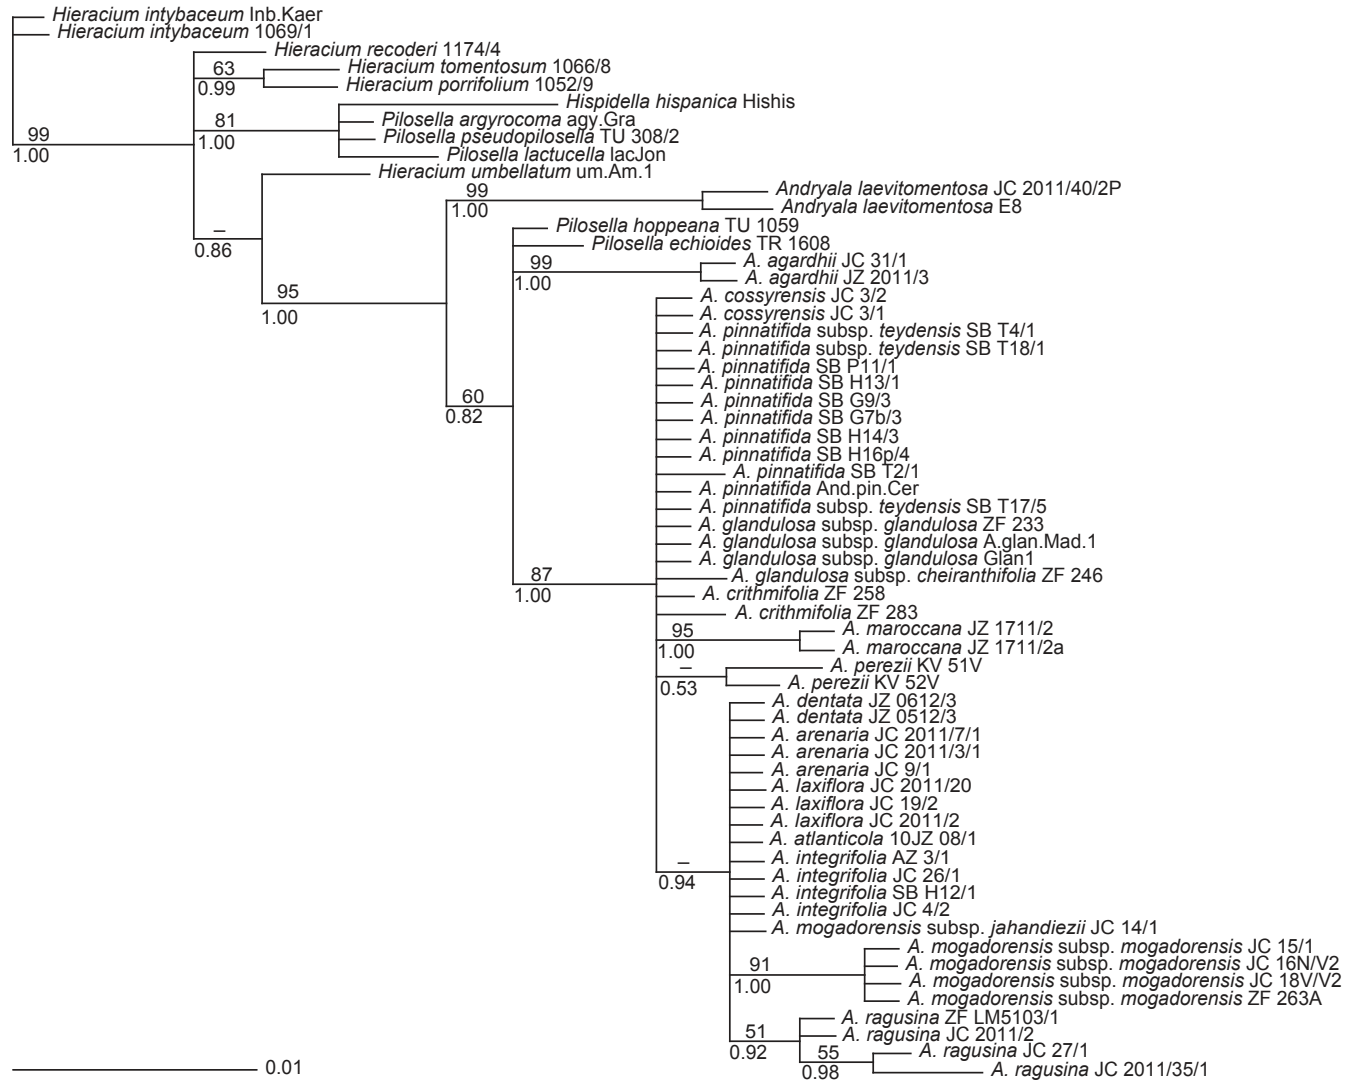 Hieracium intybaceum Inb.Kaer
Hieracium intybaceum 1069/1
Hieracium recoderi 1174/4
63
Hieracium tomentosum 1066/8
0.99
Hieracium porrifolium 1052/9
Hispidella hispanica Hishis
81
Pilosella argyrocoma agy.Gra
99
1.00
Pilosella pseudopilosella TU 308/2
1.00
Pilosella lactucella lacJon
Hieracium umbellatum um.Am.1
99
Andryala laevitomentosa JC 2011/40/2P
1.00
Andryala laevitomentosa E8
–
Pilosella hoppeana TU 1059
0.86
Pilosella echioides TR 1608
99
A. agardhii JC 31/1
1.00
A. agardhii JZ 2011/3
95
A. cossyrensis JC 3/2
1.00
A. cossyrensis JC 3/1
A. pinnatifida subsp. teydensis SB T4/1
A. pinnatifida subsp. teydensis SB T18/1
A. pinnatifida SB P11/1
A. pinnatifida SB H13/1
60
A. pinnatifida SB G9/3
0.82
A. pinnatifida SB G7b/3
A. pinnatifida SB H14/3
A. pinnatifida SB H16p/4
A. pinnatifida SB T2/1
A. pinnatifida And.pin.Cer
A. pinnatifida subsp. teydensis SB T17/5
A. glandulosa subsp. glandulosa ZF 233
A. glandulosa subsp. glandulosa A.glan.Mad.1
A. glandulosa subsp. glandulosa Glan1
87
A. glandulosa subsp. cheiranthifolia ZF 246
1.00
A. crithmifolia ZF 258
A. crithmifolia ZF 283
95
A. maroccana JZ 1711/2
1.00
A. maroccana JZ 1711/2a
–
A. perezii KV 51V
0.53
A. perezii KV 52V
A. dentata JZ 0612/3
A. dentata JZ 0512/3
A. arenaria JC 2011/7/1
A. arenaria JC 2011/3/1
A. arenaria JC 9/1
A. laxiflora JC 2011/20
A. laxiflora JC 19/2
A. laxiflora JC 2011/2
A. atlanticola 10JZ 08/1
–
A. integrifolia AZ 3/1
0.94
A. integrifolia JC 26/1
A. integrifolia SB H12/1
A. integrifolia JC 4/2
A. mogadorensis subsp. jahandiezii JC 14/1
A. mogadorensis subsp. mogadorensis JC 15/1
91
A. mogadorensis subsp. mogadorensis JC 16N/V2
1.00
A. mogadorensis subsp. mogadorensis JC 18V/V2
A. mogadorensis subsp. mogadorensis ZF 263A
A. ragusina ZF LM5103/1
51
A. ragusina JC 2011/2
0.92
55
A. ragusina JC 27/1
0.98
A. ragusina JC 2011/35/1
0.01